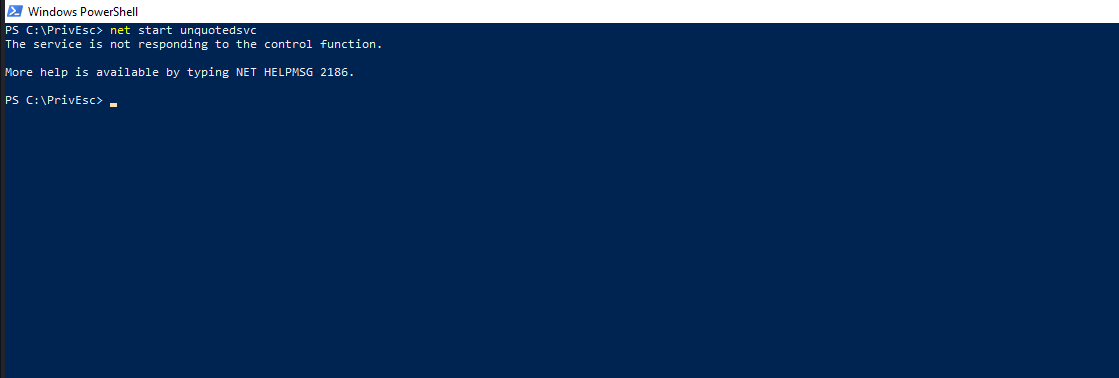 Windows PowerShell
PS C:\PrivEsc> net start unquotedsvc
The service is not responding to the control function.
More help is available by typing NET HELPMSG 2186.
PS C:\PrivEsc>